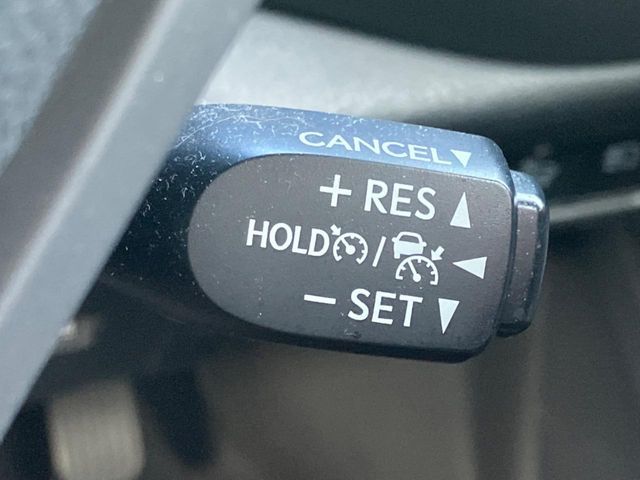 CANCEL▼
+ RES ▲
HOLD / ◀
− SET ▼